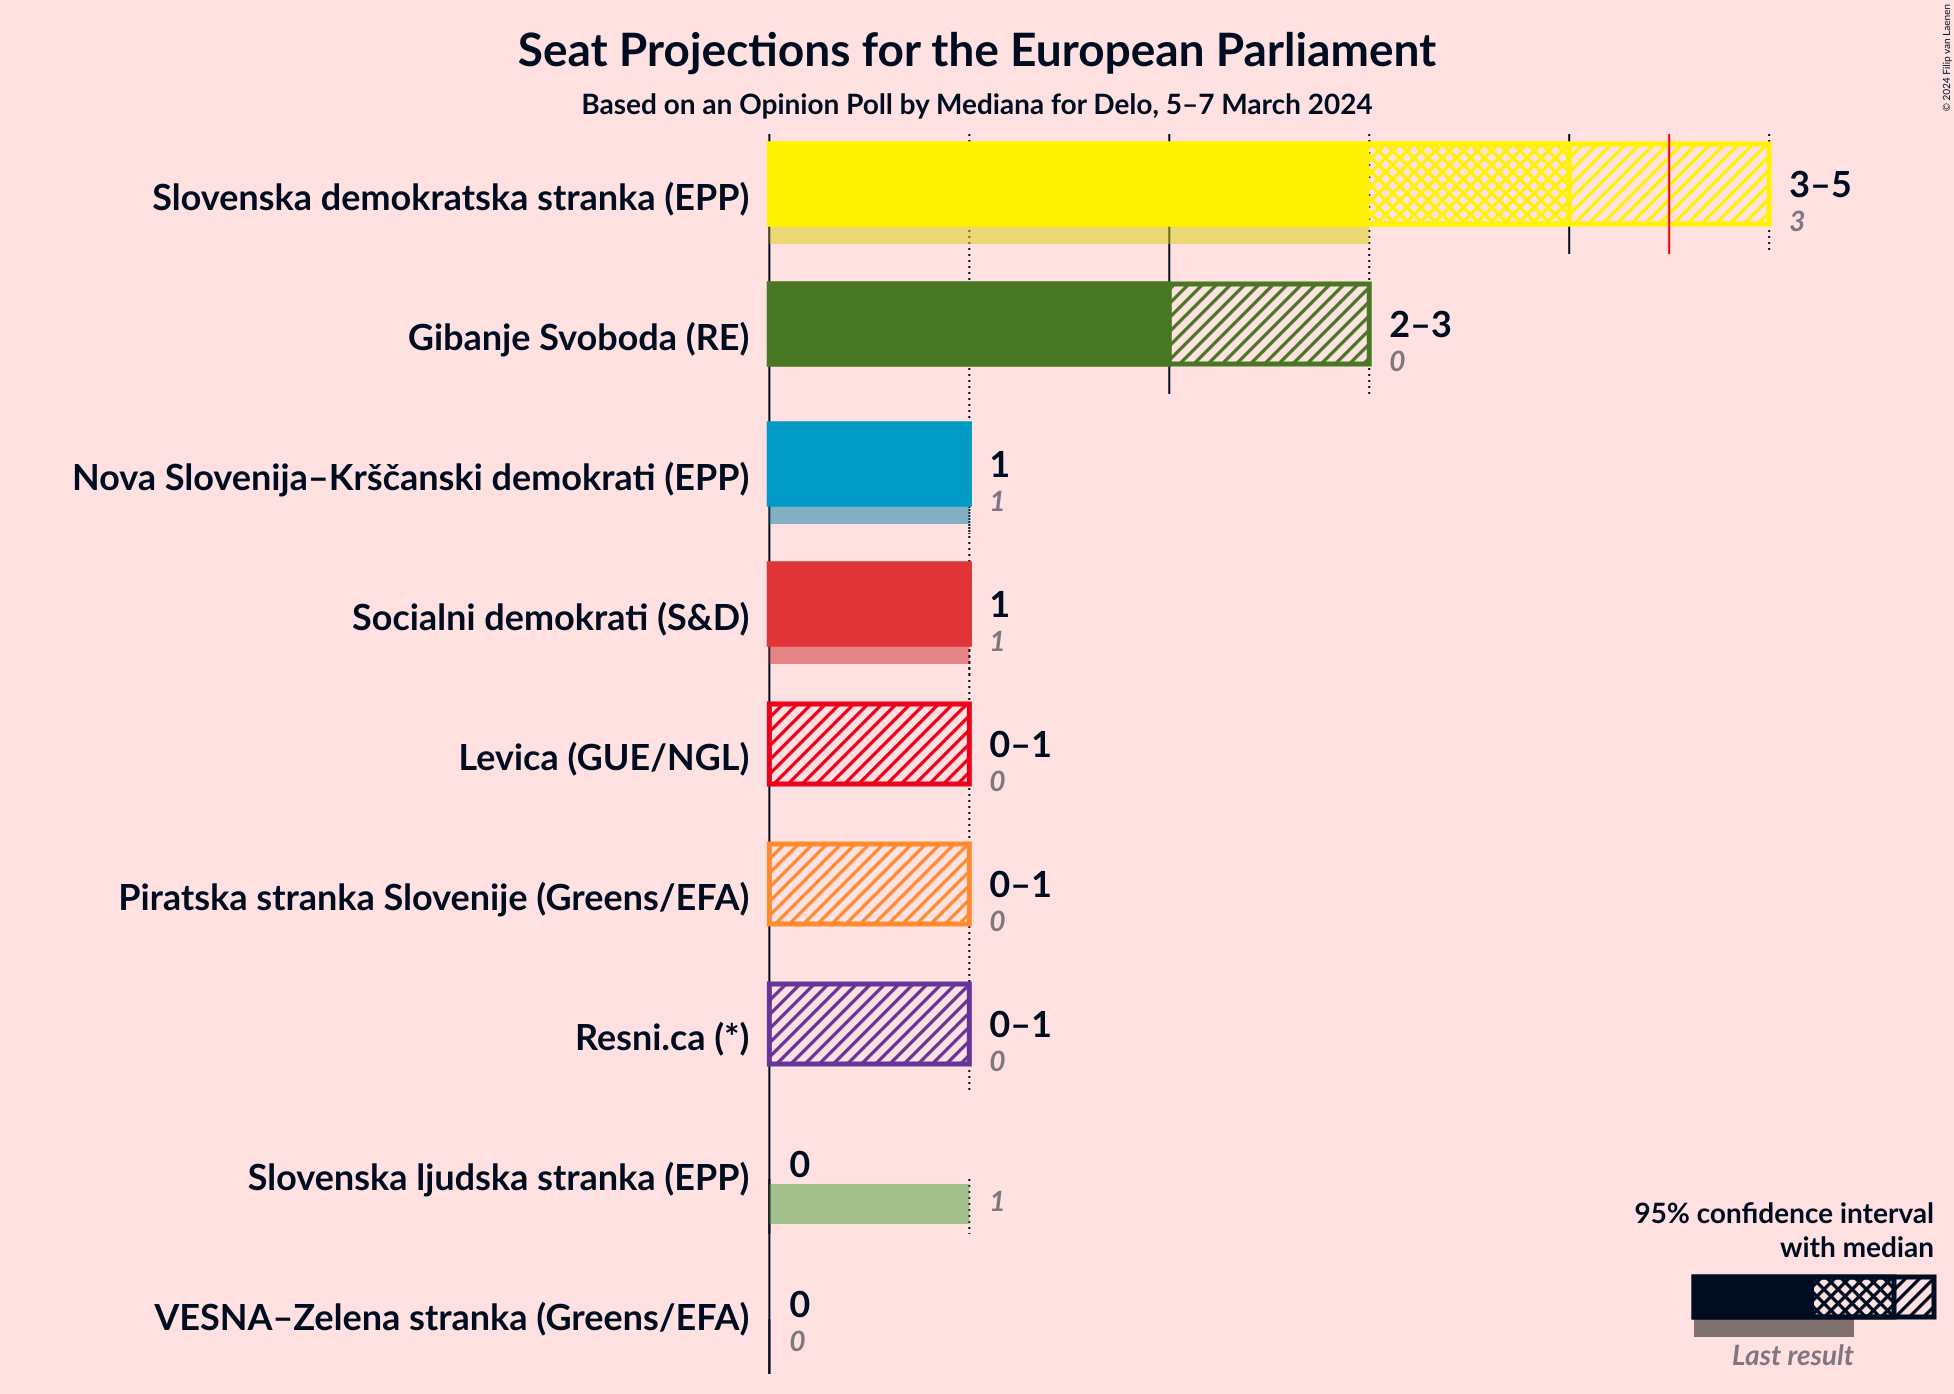 Seat Projections for the European Parliament
Based on an Opinion Poll by Mediana for Delo, 5–7 March 2024
© 2024 Filip van Laenen
Slovenska demokratska stranka (EPP)
3–5
3
Gibanje Svoboda (RE)
2–3
0
Nova Slovenija–Krščanski demokrati (EPP)
1
1
Socialni demokrati (S&D)
1
1
Levica (GUE/NGL)
0–1
0
Piratska stranka Slovenije (Greens/EFA)
0–1
0
Resni.ca (*)
0–1
0
Slovenska ljudska stranka (EPP)
0
1
VESNA–Zelena stranka (Greens/EFA)
0
0
95% confidence interval
with median
Last result